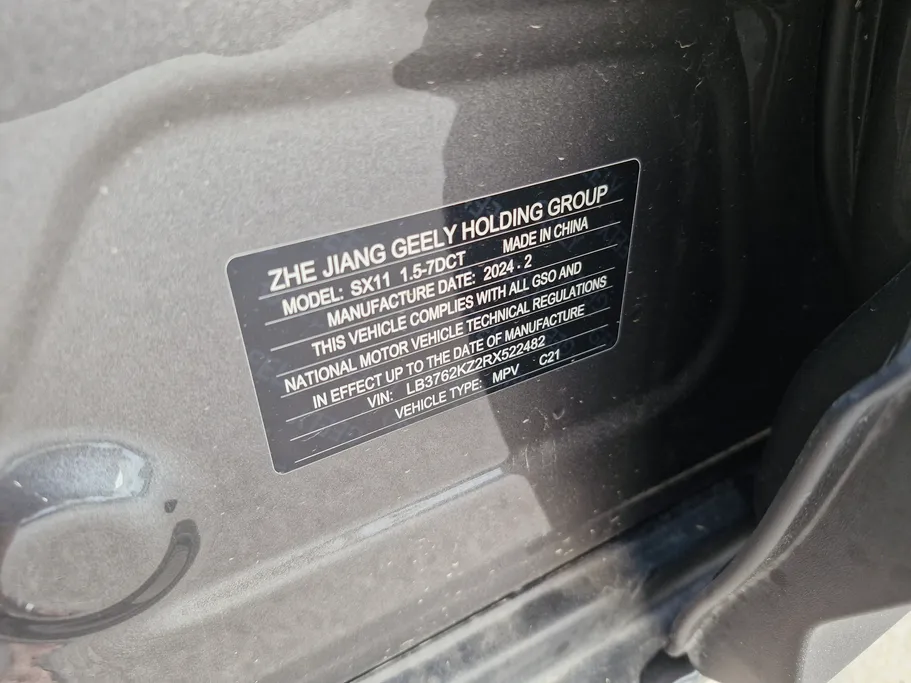 ZHE JIANG GEELY HOLDING GROUP
MODEL: SX11 1.5-7DCT MADE IN CHINA
MANUFACTURE DATE: 2024.2
THIS VEHICLE COMPLIES WITH ALL GSO AND
NATIONAL MOTOR VEHICLE TECHNICAL REGULATIONS
IN EFFECT UP TO THE DATE OF MANUFACTURE
VIN: LB3762KZ2RX522482
VEHICLE TYPE: MPV C21